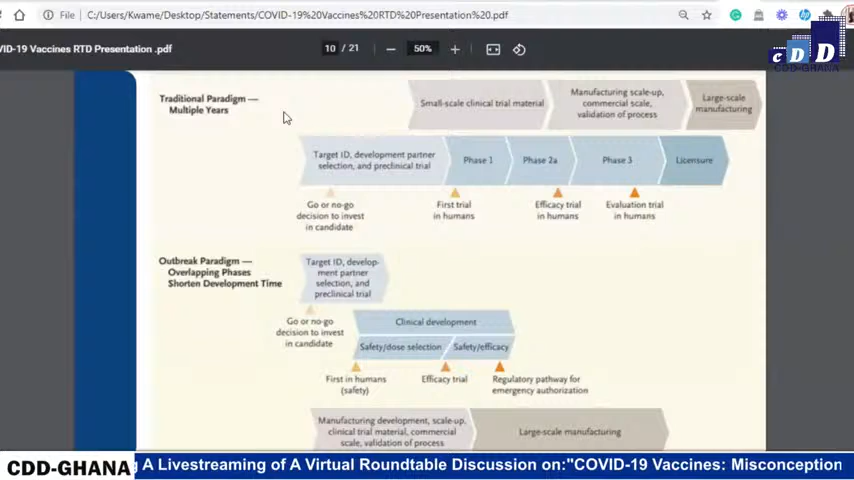 File
C:/Users/Kwame/Desktop/Statements/COVID-19%20Vaccines%20RTD%20Presentation%20.pdf
VID-19 Vaccines RTD Presentation .pdf
10 / 21
50%
CDD
CDD-GHANA
Traditional Paradigm —
Multiple Years
Small-scale clinical trial material
Manufacturing scale-up,
commercial scale,
validation of process
Large-scale
manufacturing
Target ID, development partner
selection, and preclinical trial
Phase 1
Phase 2a
Phase 3
Licensure
Go or no-go
decision to invest
in candidate
First trial
in humans
Efficacy trial
in humans
Evaluation trial
in humans
Outbreak Paradigm —
Overlapping Phases
Shorten Development Time
Target ID, develop-
ment partner
selection, and
preclinical trial
Go or no-go
decision to invest
in candidate
Clinical development
Safety/dose selection
Safety/efficacy
First in humans
(safety)
Efficacy trial
Regulatory pathway for
emergency authorization
Manufacturing development, scale-up,
clinical trial material, commercial
scale, validation of process
Large-scale manufacturing
CDD-GHANA
g A Livestreaming of A Virtual Roundtable Discussion on:"COVID-19 Vaccines: Misconception